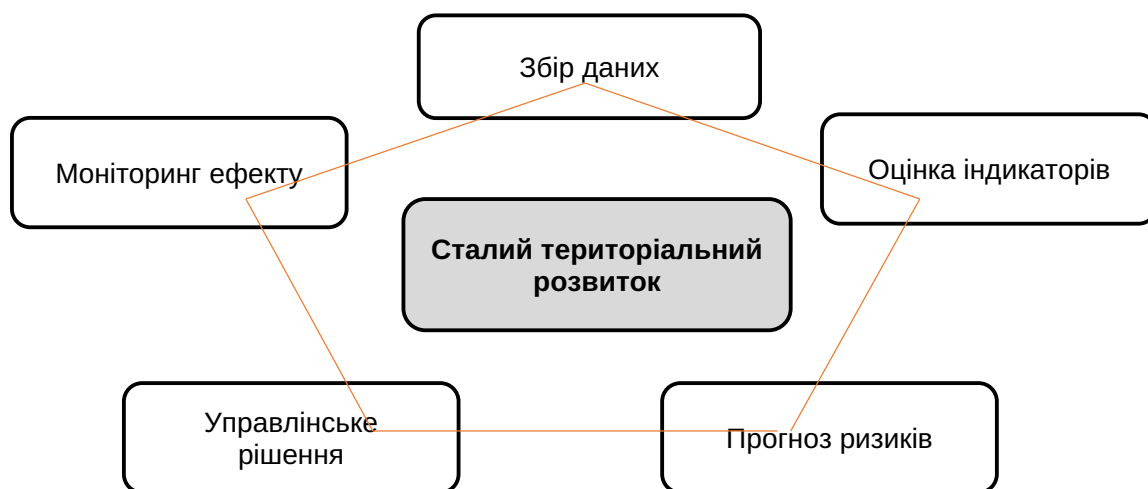 Збір даних
Моніторинг ефекту
Оцінка індикаторів
Сталий територіальний
розвиток
Управлінське
рішення
Прогноз ризиків